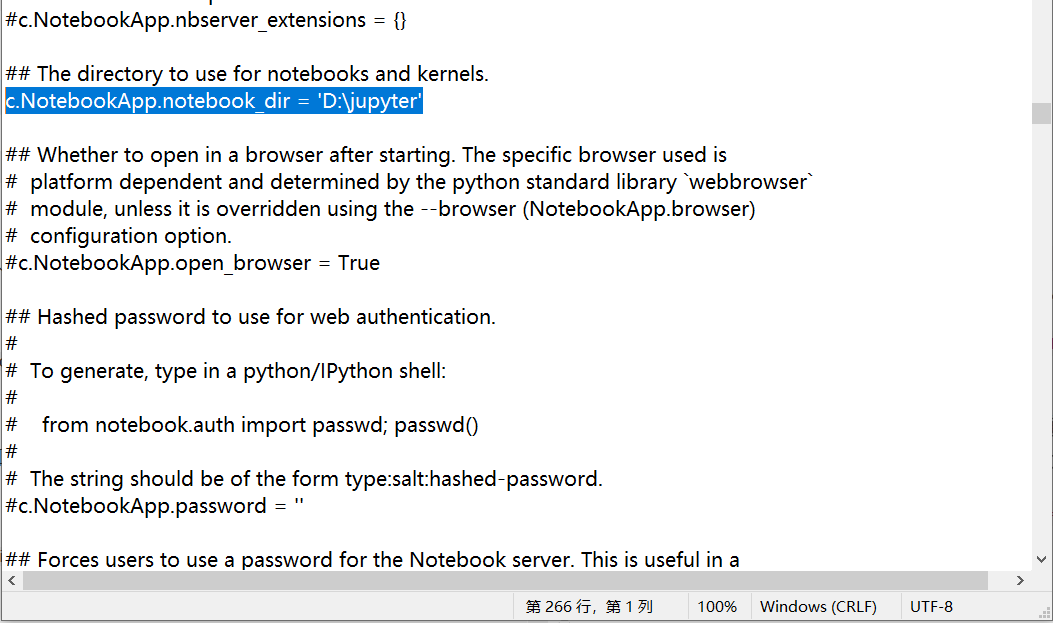 #c.NotebookApp.nbserver_extensions = {}
## The directory to use for notebooks and kernels.
c.NotebookApp.notebook_dir = 'D:\jupyter'
## Whether to open in a browser after starting. The specific browser used is
#  platform dependent and determined by the python standard library `webbrowser`
#  module, unless it is overridden using the --browser (NotebookApp.browser)
#  configuration option.
#c.NotebookApp.open_browser = True
## Hashed password to use for web authentication.
#
#  To generate, type in a python/IPython shell:
#
#    from notebook.auth import passwd; passwd()
#
#  The string should be of the form type:salt:hashed-password.
#c.NotebookApp.password = ''
## Forces users to use a password for the Notebook server. This is useful in a
第 266 行，第 1 列 100% Windows (CRLF) UTF-8